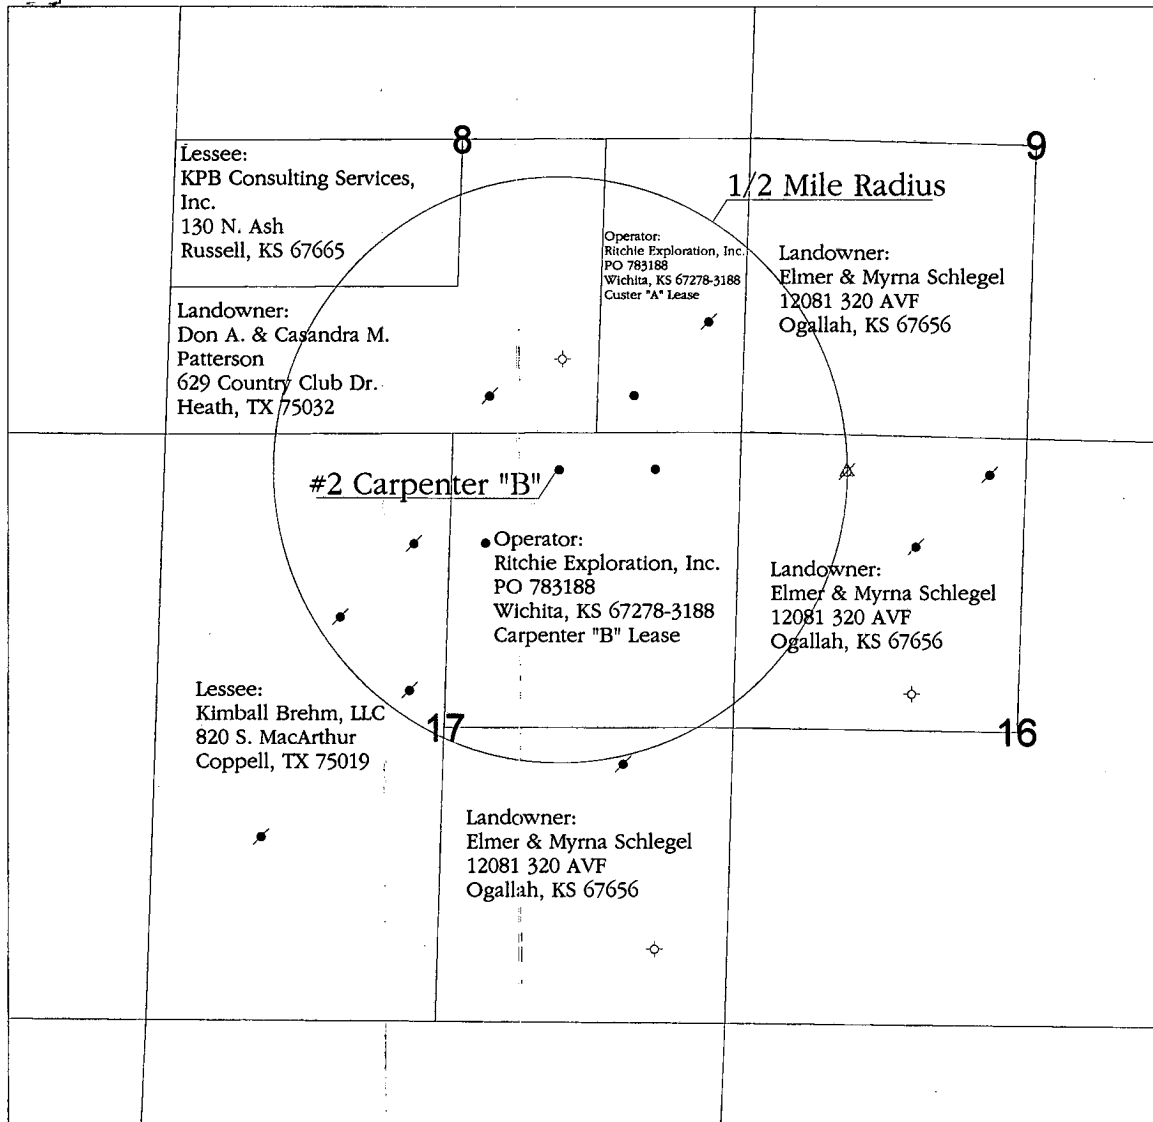 8
9
Lessee:
KPB Consulting Services,
Inc.
130 N. Ash
Russell, KS 67665
1/2 Mile Radius
Operator:
Ritchie Exploration, Inc.
PO 783188
Wichita, KS 67278-3188
Custer "A" Lease
Landowner:
Elmer & Myrna Schlegel
12081 320 AVF
Ogallah, KS 67656
Landowner:
Don A. & Casandra M.
Patterson
629 Country Club Dr.
Heath, TX 75032
#2 Carpenter "B"
Operator:
Ritchie Exploration, Inc.
PO 783188
Wichita, KS 67278-3188
Carpenter "B" Lease
Landowner:
Elmer & Myrna Schlegel
12081 320 AVF
Ogallah, KS 67656
Lessee:
Kimball Brehm, LLC
820 S. MacArthur
Coppell, TX 75019
17
16
Landowner:
Elmer & Myrna Schlegel
12081 320 AVF
Ogallah, KS 67656